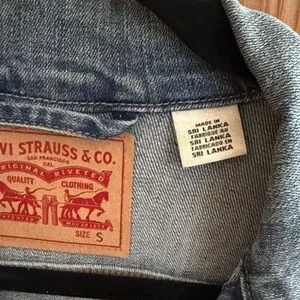 VI STRAUSS & CO.
SAN FRANCISCO
CAL.
ORIGINAL RIVETED
QUALITY CLOTHING
SIZE S
MADE IN
SRI LANKA
FABRIQUE AU
SRI LANKA
FABRICADO EN
SRI LANKA